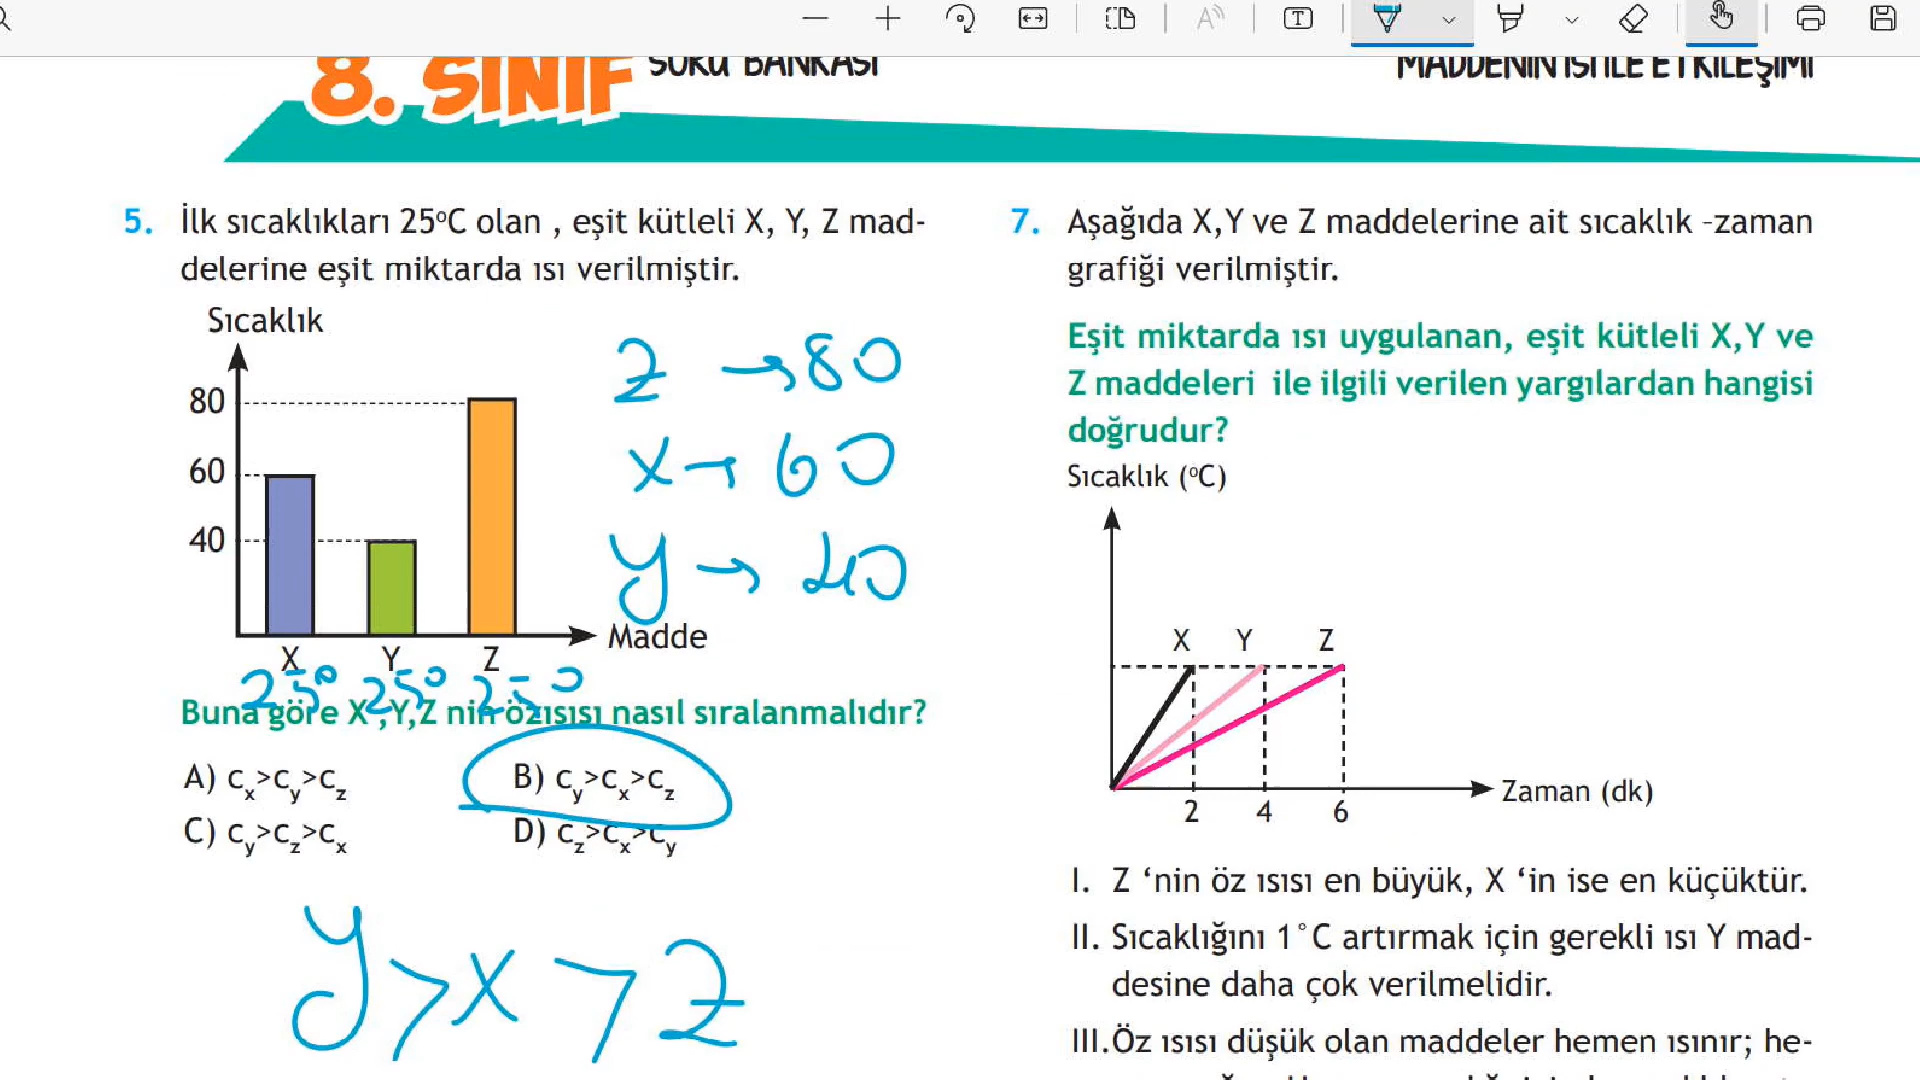 8. SINIF
SORU BANKASI
MADDENİN ISI İLE ETKİLEŞİMİ
5. İlk sıcaklıkları 25°C olan , eşit kütleli X, Y, Z mad-
delerine eşit miktarda ısı verilmiştir.
Sıcaklık
80
60
40
X Y Z
Madde
z → 80
x → 60
y → 40
25° 25° 25°
Buna göre X ,Y,Z nin özısısı nasıl sıralanmalıdır?
A) cx>cy>cz
B) cy>cx>cz
C) cy>cz>cx
D) cz>cx>cy
y > x > z
7. Aşağıda X,Y ve Z maddelerine ait sıcaklık -zaman
grafiği verilmiştir.
Eşit miktarda ısı uygulanan, eşit kütleli X,Y ve
Z maddeleri ile ilgili verilen yargılardan hangisi
doğrudur?
Sıcaklık (°C)
X Y Z
2 4 6
Zaman (dk)
I. Z ‘nin öz ısısı en büyük, X ‘in ise en küçüktür.
II. Sıcaklığını 1°C artırmak için gerekli ısı Y mad-
desine daha çok verilmelidir.
III.Öz ısısı düşük olan maddeler hemen ısınır; he-